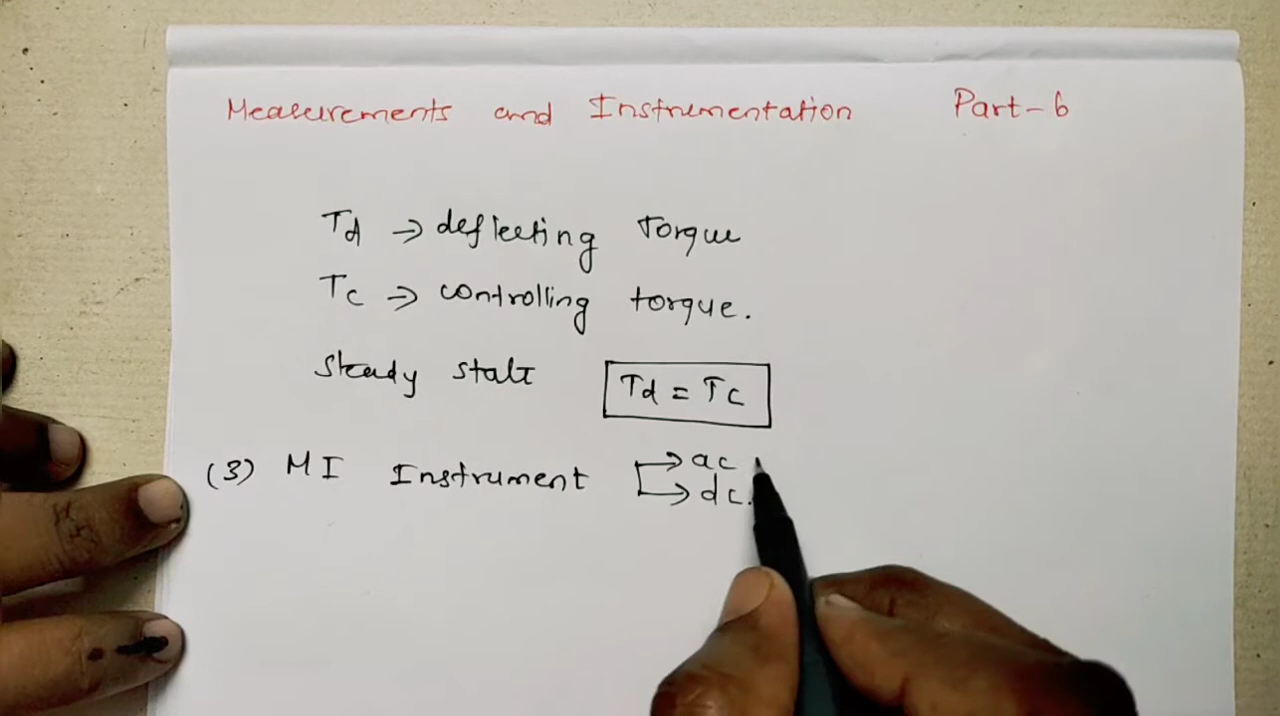 Measurements and Instrumentation Part-6
Td → deflecting Torque
Tc → controlling torque.
Steady state Td = Tc
(3) MI Instrument → ac
→ dc.